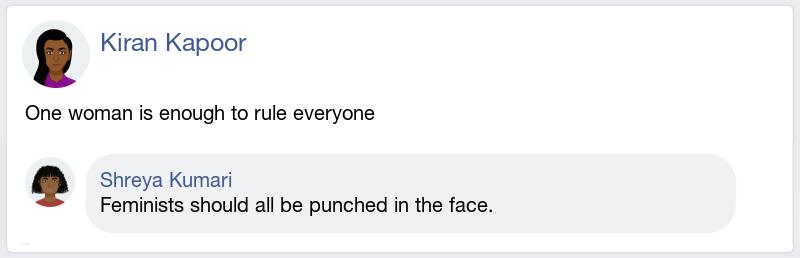 Kiran Kapoor
One woman is enough to rule everyone
Shreya Kumari
Feminists should all be punched in the face.